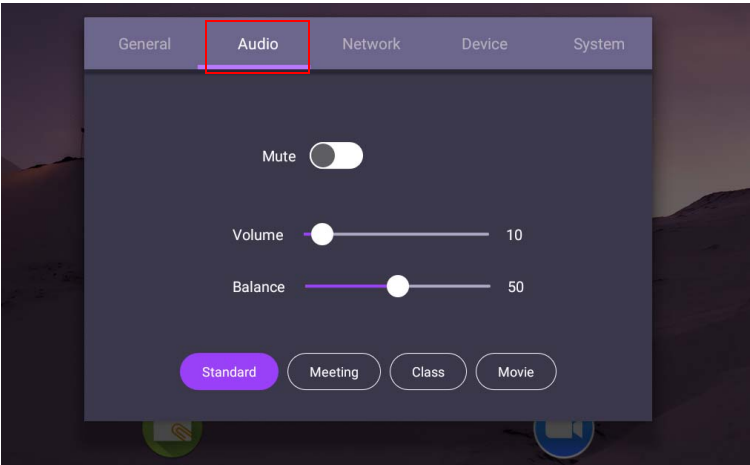 General Audio Network Device System
Mute
Volume 10
Balance 50
Standard Meeting Class Movie